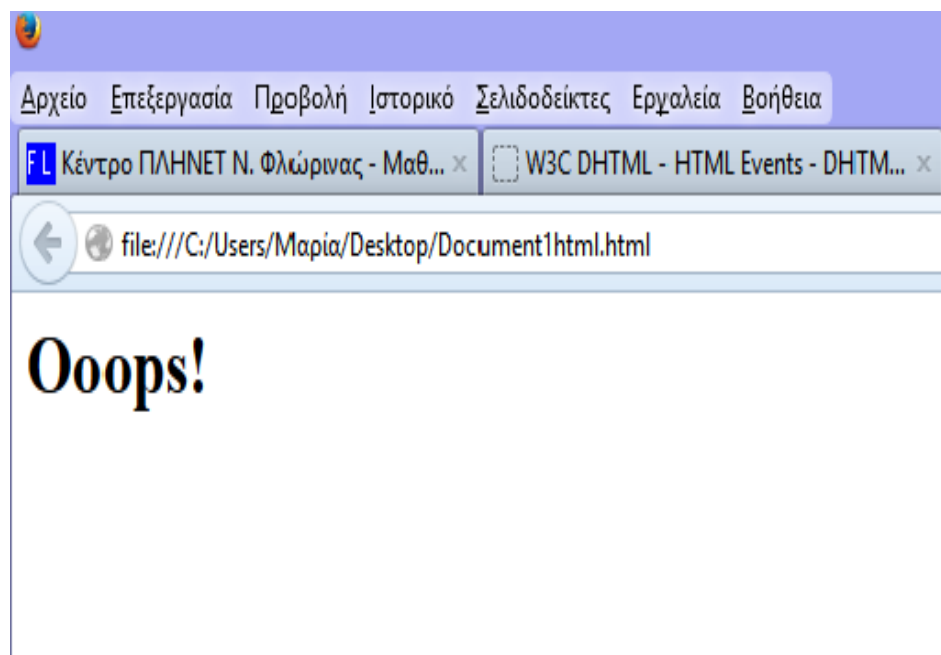 Αρχείο Επεξεργασία Προβολή Ιστορικό Σελιδοδείκτες Εργαλεία Βοήθεια
FL Κέντρο ΠΛΗΝΕΤ Ν. Φλώρινας - Μαθ... × W3C DHTML - HTML Events - DHTM... ×
file:///C:/Users/Μαρία/Desktop/Document1html.html
Ooops!